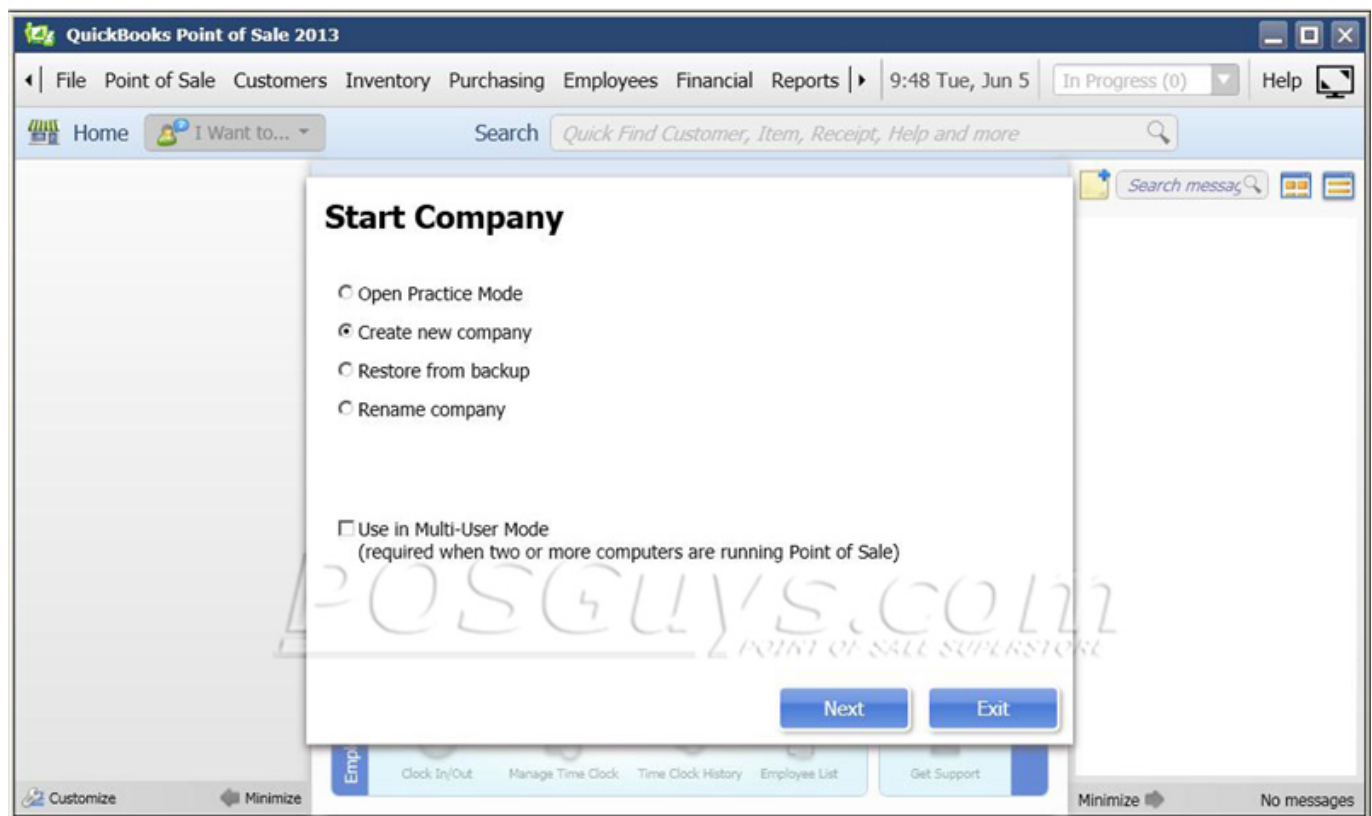 QuickBooks Point of Sale 2013
File Point of Sale Customers Inventory Purchasing Employees Financial Reports 9:48 Tue, Jun 5 In Progress (0) Help
Home I Want to... Search Quick Find Customer, Item, Receipt, Help and more
Search messag
Start Company
Open Practice Mode
Create new company
Restore from backup
Rename company
Use in Multi-User Mode
(required when two or more computers are running Point of Sale)
POSGuys.com
POINT OF SALE SUPERSTORE
Next Exit
Empl
Clock In/Out Manage Time Clock Time Clock History Employee List Get Support
Customize Minimize Minimize No messages